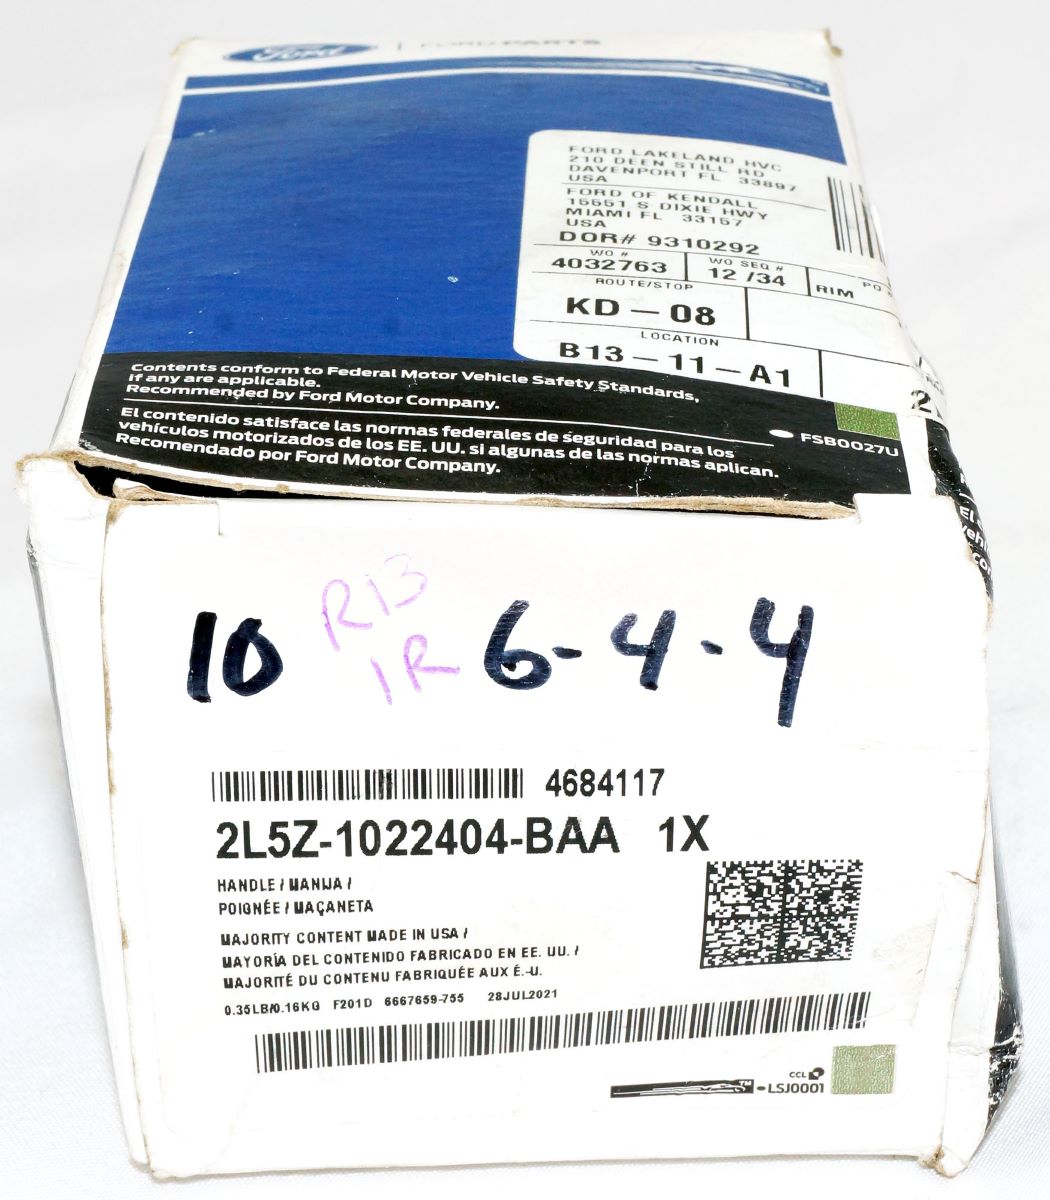 Ford | FORD PARTS
FORD LAKELAND HVC
210 DEEN STILL RD
DAVENPORT FL 33897
USA
FORD OF KENDALL
15551 S DIXIE HWY
MIAMI FL 33157
USA
DOR# 9310292
WO # WO SEQ # PO
4032763 12 /34 RIM
ROUTE/STOP
KD - 08
LOCATION
B13-11-A1
Contents conform to Federal Motor Vehicle Safety Standards,
If any are applicable.
Recommended by Ford Motor Company.
El contenido satisface las normas federales de seguridad para los
vehículos motorizados de los EE. UU. si algunas de las normas aplican.
Recomendado por Ford Motor Company.
FSB0027U
10 R13 1R 6-4-4
4684117
2L5Z-1022404-BAA 1X
HANDLE / MANIJA /
POIGNÉE / MAÇANETA
MAJORITY CONTENT MADE IN USA /
MAYORÍA DEL CONTENIDO FABRICADO EN EE. UU. /
MAJORITÉ DU CONTENU FABRIQUÉE AUX É.-U.
0.35LB/0.16KG F201D 6667659-755 28JUL2021
CCL
TM
•LSJ0001